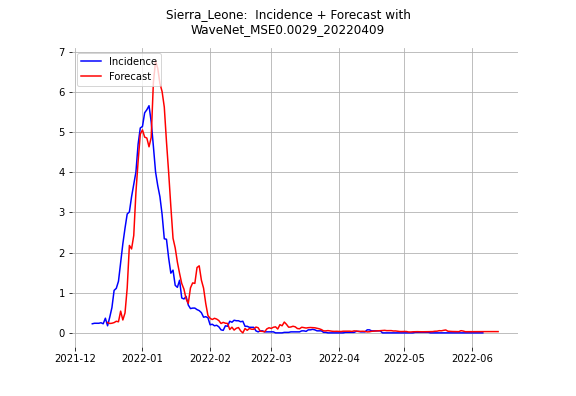 Sierra_Leone:  Incidence + Forecast with
WaveNet_MSE0.0029_20220409
Incidence
Forecast
7
6
5
4
3
2
1
0
2021-12 2022-01 2022-02 2022-03 2022-04 2022-05 2022-06